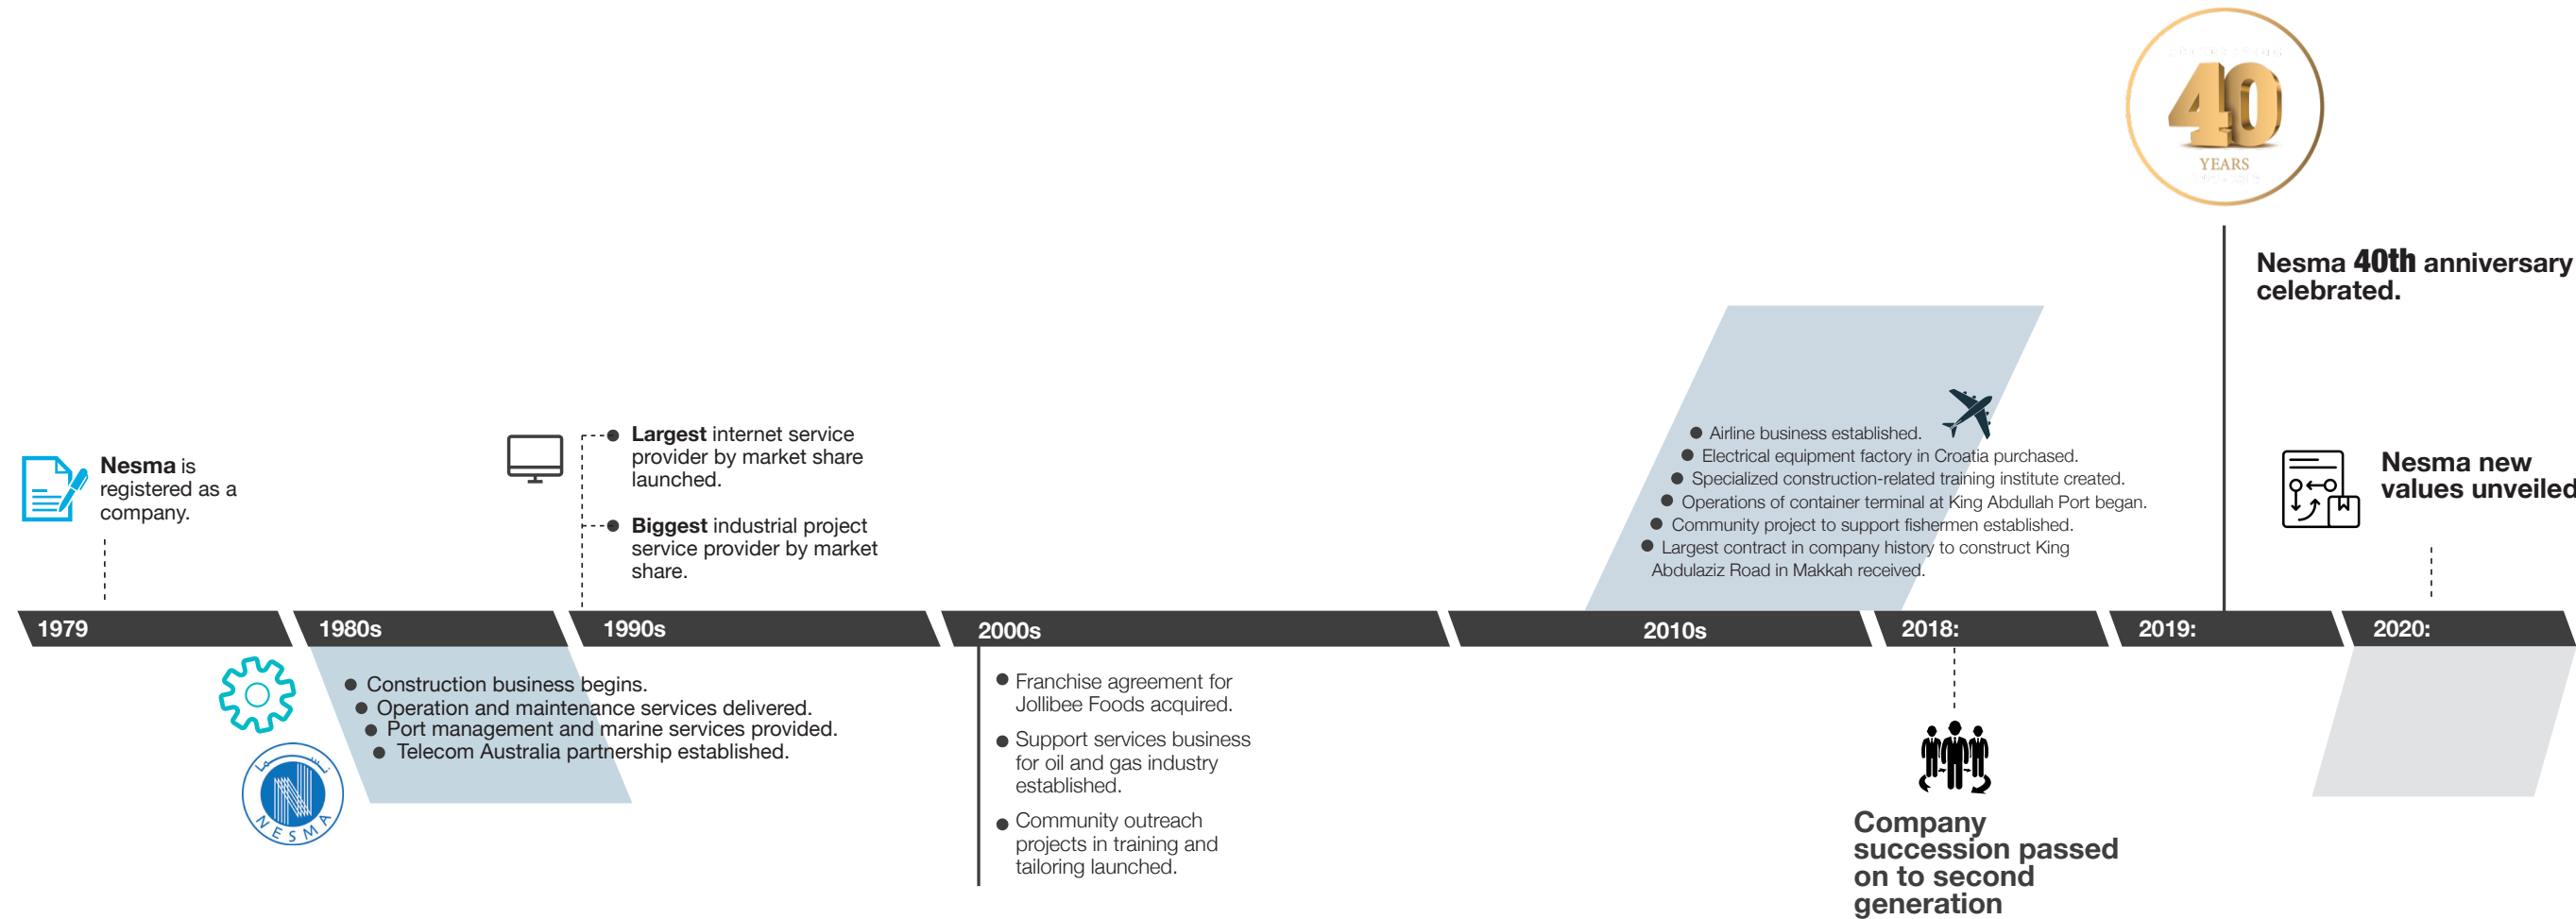 YEARS
Nesma 40th anniversary
celebrated.
40
Nesma is
registered as a
company.
Largest internet service
provider by market share
launched.
Biggest industrial project
service provider by market
share.
Airline business established.
Electrical equipment factory in Croatia purchased.
Specialized construction-related training institute created.
Operations of container terminal at King Abdullah Port began.
Community project to support fishermen established.
Largest contract in company history to construct King
Abdulaziz Road in Makkah received.
Nesma new
values unveiled
1979
1980s
1990s
2000s
2010s
2018:
2019:
2020:
Construction business begins.
Operation and maintenance services delivered.
Port management and marine services provided.
Telecom Australia partnership established.
نسما
N
NESMA
Franchise agreement for
Jollibee Foods acquired.
Support services business
for oil and gas industry
established.
Community outreach
projects in training and
tailoring launched.
Company
succession passed
on to second
generation